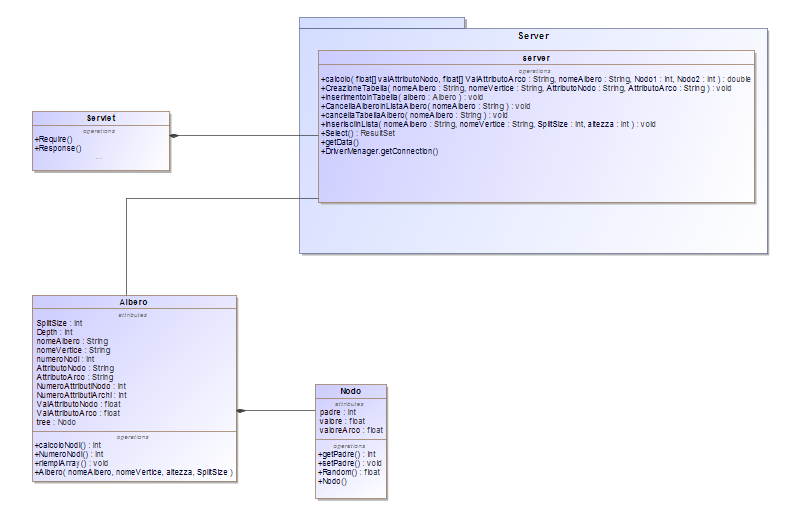 Server
server
operations
+calcolo( float[] valAttributoNodo, float[] ValAttributoArco : String, nomeAlbero : String, Nodo1 : int, Nodo2 : int ) : double
+CreazioneTabella( nomeAlbero : String, nomeVertice : String, AttributoNodo : String, AttributoArco : String ) : void
+InserimentoInTabella( albero : Albero ) : void
+CancellaAlberoInListaAlbero( nomeAlbero : String ) : void
+cancellaTabellaAlbero( nomeAlbero : String ) : void
+InserisciInLista( nomeAlbero : String, nomeVertice : String, SplitSize : int, altezza : int ) : void
+Select() : ResultSet
+getData()
+DriverMenager.getConnection()
Servlet
operations
+Require()
+Response()
...
Albero
attributes
SplitSize : int
Depth : int
nomeAlbero : String
nomeVertice : String
numeroNodi : int
AttributoNodo : String
AttributoArco : String
NumeroAttributiNodo : int
NumeroAttributiArchi : int
ValAttributoNodo : float
ValAttributoArco : float
tree : Nodo
operations
+calcoloNodi() : int
+NumeroNodi() : int
+riempiArray() : void
+Albero( nomeAlbero, nomeVertice, altezza, SplitSize )
Nodo
attributes
padre : int
valore : float
valoreArco : float
operations
+getPadre() : int
+setPadre() : void
+Random() : float
+Nodo()